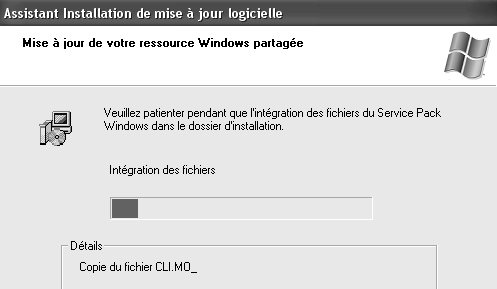 Assistant Installation de mise à jour logicielle
Mise à jour de votre ressource Windows partagée
Veuillez patienter pendant que l'intégration des fichiers du Service Pack
Windows dans le dossier d'installation.
Intégration des fichiers
Détails
Copie du fichier CLI.MO_